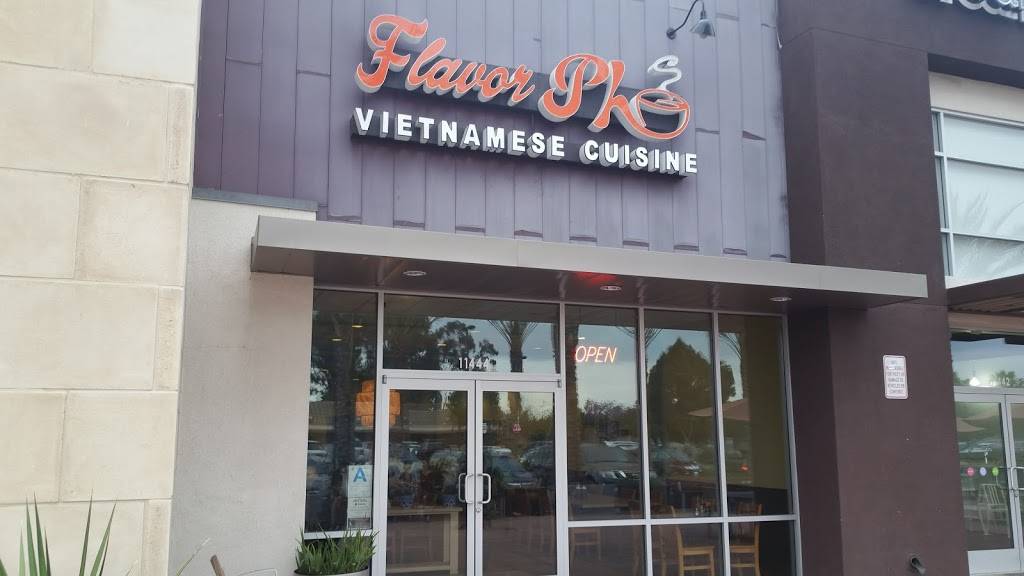 Flavor Pho
VIETNAMESE CUISINE
OPEN
A